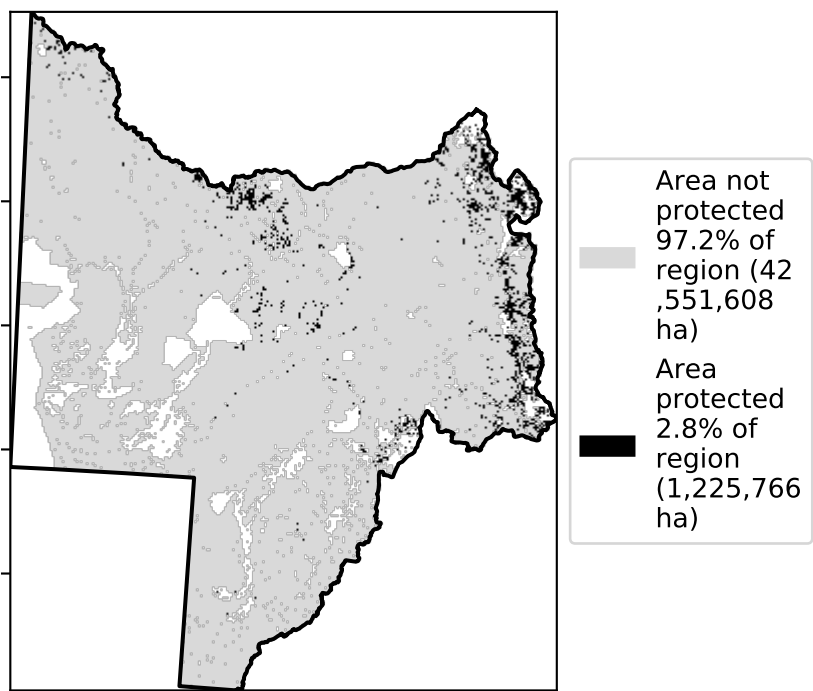 Area not
protected
97.2% of
region (42
,551,608
ha)
Area
protected
2.8% of
region
(1,225,766
ha)